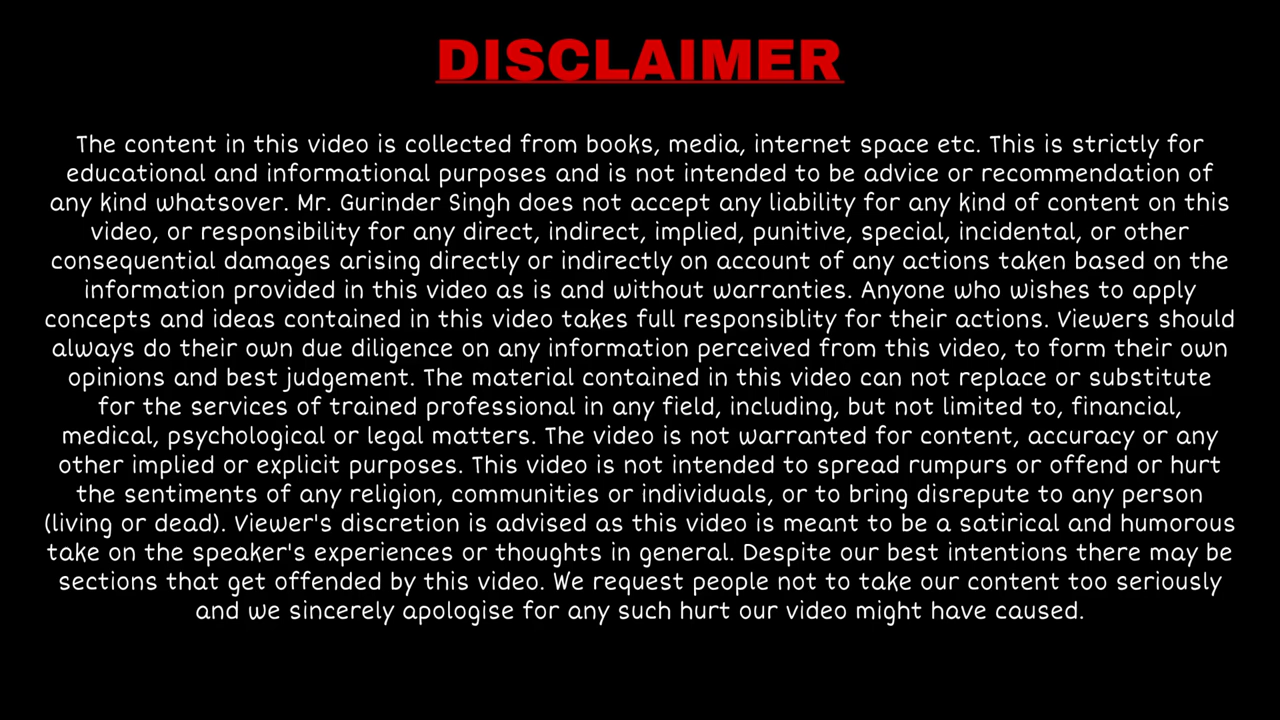 DISCLAIMER
The content in this video is collected from books, media, internet space etc. This is strictly for
educational and informational purposes and is not intended to be advice or recommendation of
any kind whatsover. Mr. Gurinder Singh does not accept any liability for any kind of content on this
video, or responsibility for any direct, indirect, implied, punitive, special, incidental, or other
consequential damages arising directly or indirectly on account of any actions taken based on the
information provided in this video as is and without warranties. Anyone who wishes to apply
concepts and ideas contained in this video takes full responsiblity for their actions. Viewers should
always do their own due diligence on any information perceived from this video, to form their own
opinions and best judgement. The material contained in this video can not replace or substitute
for the services of trained professional in any field, including, but not limited to, financial,
medical, psychological or legal matters. The video is not warranted for content, accuracy or any
other implied or explicit purposes. This video is not intended to spread rumpurs or offend or hurt
the sentiments of any religion, communities or individuals, or to bring disrepute to any person
(living or dead). Viewer's discretion is advised as this video is meant to be a satirical and humorous
take on the speaker's experiences or thoughts in general. Despite our best intentions there may be
sections that get offended by this video. We request people not to take our content too seriously
and we sincerely apologise for any such hurt our video might have caused.